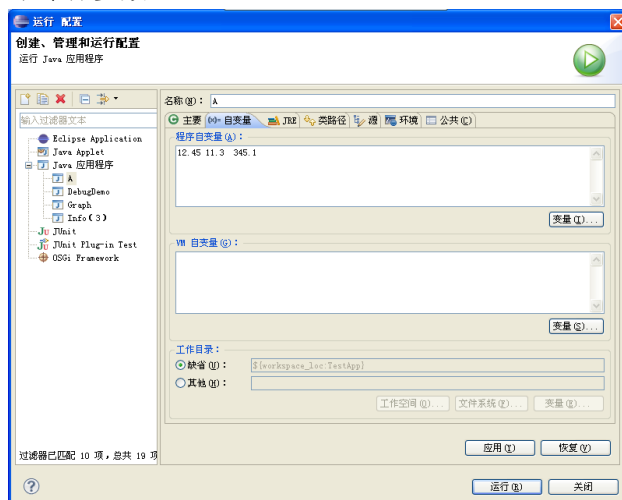 运行 配置
创建、管理和运行配置
运行 Java 应用程序
名称(N): A
输入过滤器文本
主要 (x)= 自变量 JRE 类路径 源 环境 公共(C)
Eclipse Application
Java Applet
Java 应用程序
A
DebugDemo
Graph
Info(3)
JUnit
JUnit Plug-in Test
OSGi Framework
程序自变量(A):
12.45 11.3 345.1
变量(I)...
VM 自变量(G):
变量(S)...
工作目录:
缺省(U): ${workspace_loc:TestApp}
其他(H):
工作空间(O)... 文件系统(F)... 变量(X)...
过滤器已匹配 10 项，总共 19 项
应用(Y) 恢复(V)
运行(R) 关闭